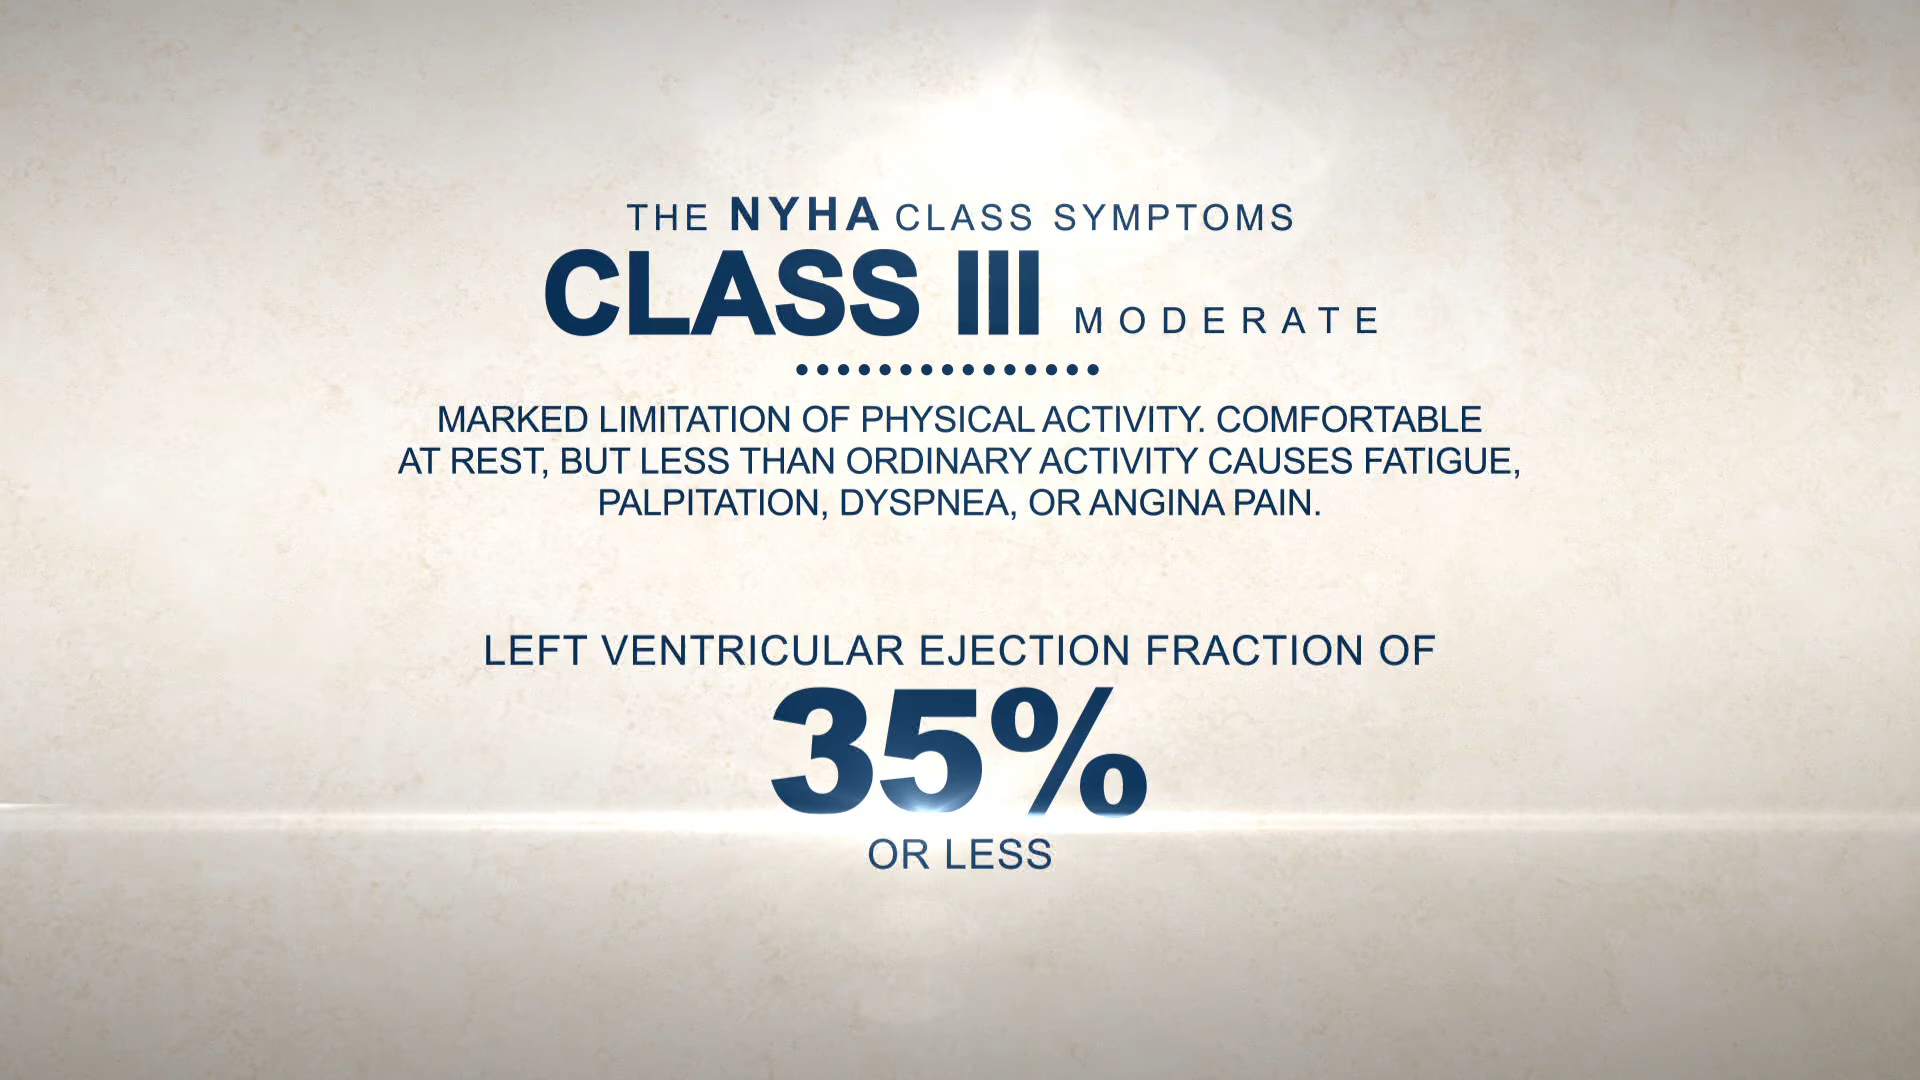 THE NYHA CLASS SYMPTOMS
CLASS III MODERATE
MARKED LIMITATION OF PHYSICAL ACTIVITY. COMFORTABLE
AT REST, BUT LESS THAN ORDINARY ACTIVITY CAUSES FATIGUE,
PALPITATION, DYSPNEA, OR ANGINA PAIN.
LEFT VENTRICULAR EJECTION FRACTION OF
35%
OR LESS